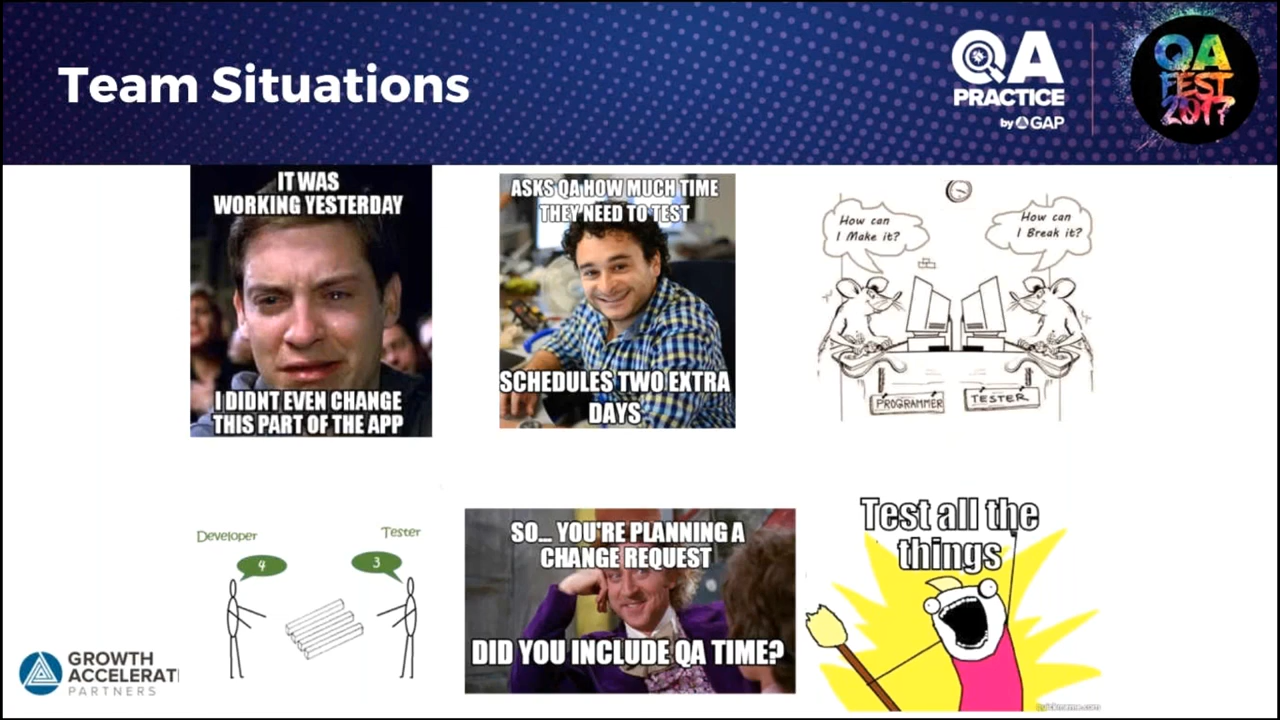 Team Situations
QA
PRACTICE
by GAP
QA
FEST
2017
IT WAS
WORKING YESTERDAY
I DIDNT EVEN CHANGE
THIS PART OF THE APP
ASKS QA HOW MUCH TIME
THEY NEED TO TEST
SCHEDULES TWO EXTRA
DAYS
How can
I Make it?
How can
I Break it?
PROGRAMMER
TESTER
Developer
Tester
4
3
SO... YOU'RE PLANNING A
CHANGE REQUEST
DID YOU INCLUDE QA TIME?
Test all the
things
quickmeme.com
GROWTH
ACCELERATI
PARTNERS